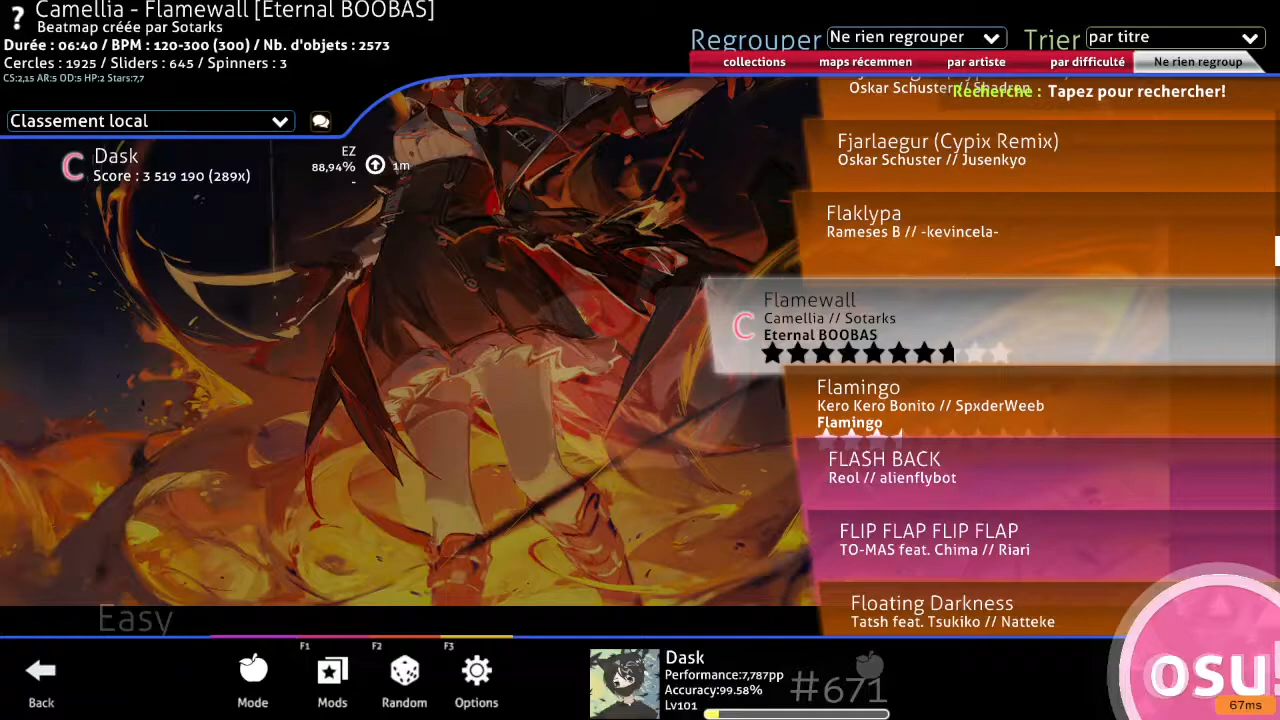 Camellia - Flamewall [Eternal BOOBAS]
Beatmap créée par Sotarks
Durée : 06:40 / BPM : 120-300 (300) / Nb. d'objets : 2573
Cercles : 1925 / Sliders : 645 / Spinners : 3
CS:2,15 AR:5 OD:5 HP:2 Stars:7,7
Regrouper
Ne rien regrouper
Trier
par titre
collections
maps récemmen
par artiste
par difficulté
Ne rien regroup
Recherche : Tapez pour rechercher!
Classement local
C
Dask
Score : 3 519 190 (289x)
EZ
88,94%
-
1m
Oskar Schuster // Shadren
Fjarlaegur (Cypix Remix)
Oskar Schuster // Jusenkyo
Flaklypa
Rameses B // -kevincela-
C
Flamewall
Camellia // Sotarks
Eternal BOOBAS
Flamingo
Kero Kero Bonito // SpxderWeeb
Flamingo
FLASH BACK
Reol // alienflybot
FLIP FLAP FLIP FLAP
TO-MAS feat. Chima // Riari
Floating Darkness
Tatsh feat. Tsukiko // Natteke
Easy
Back
Mode
F1
Mods
F2
Random
F3
Options
Dask
Performance:7,787pp
Accuracy:99.58%
Lv101
#671
osu
67ms